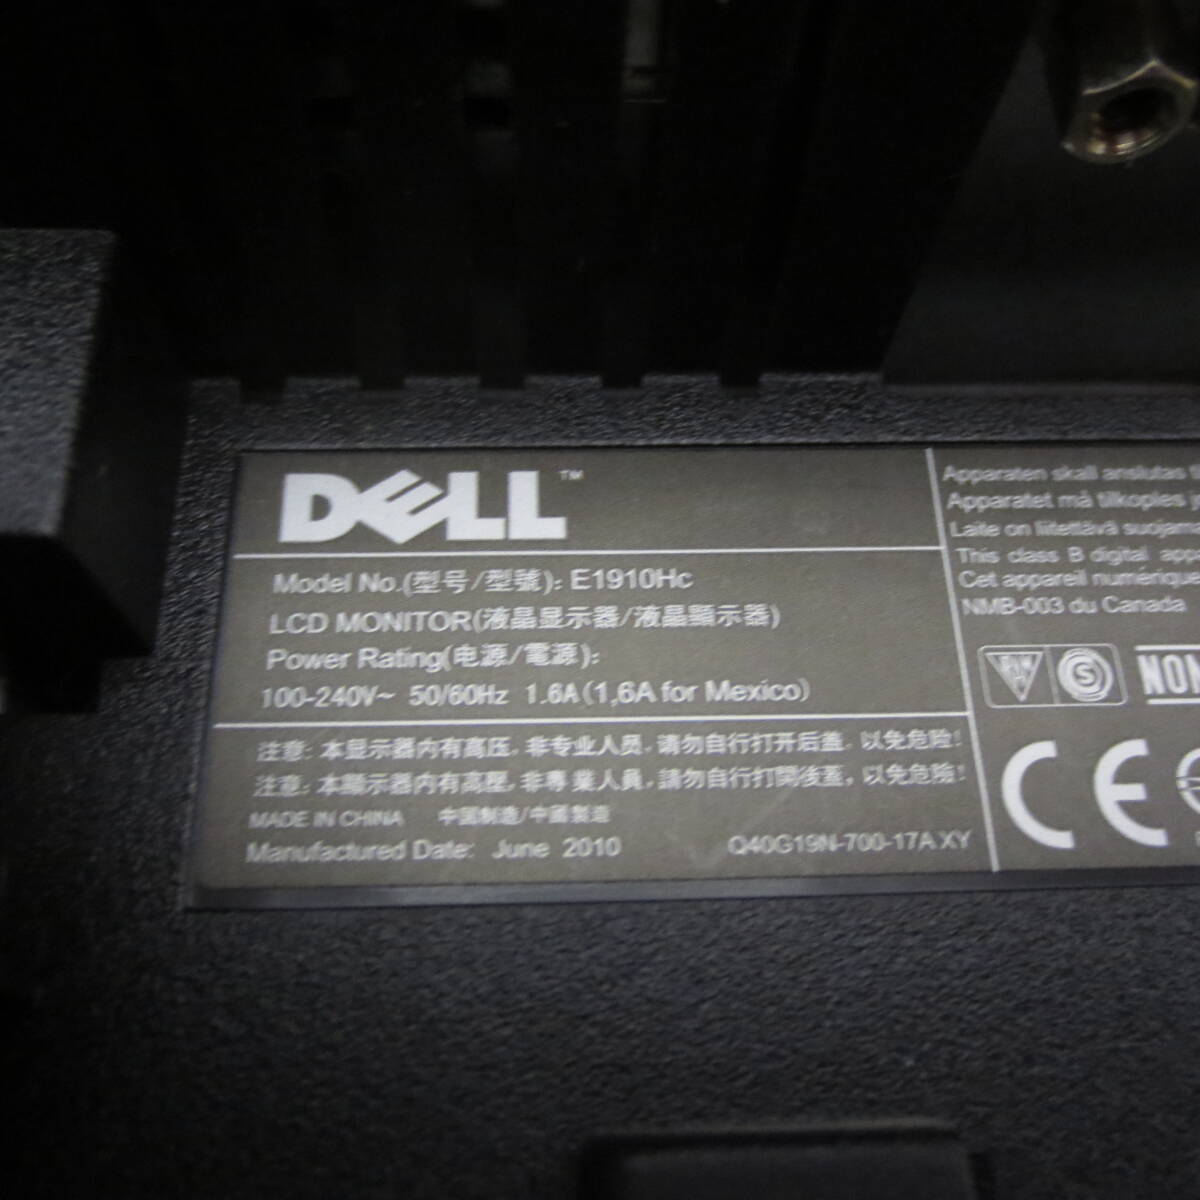 DELL™
Model No.(型号/型號): E1910Hc
LCD MONITOR(液晶显示器/液晶顯示器)
Power Rating(电源/電源):
100-240V~ 50/60Hz 1.6A(1,6A for Mexico)
注意: 本显示器内有高压, 非专业人员, 请勿自行打开后盖, 以免危险!
注意: 本顯示器內有高壓, 非專業人員, 請勿自行打開後蓋, 以免危險!
MADE IN CHINA 中国制造/中國製造
Manufactured Date: June 2010 Q40G19N-700-17A XY
Apparaten skall anslutas
Apparatet må tilkoples
Laite on liitettävä
This class B digital
Cet appareil numérique
NMB-003 du Canada
S
NOM
CE